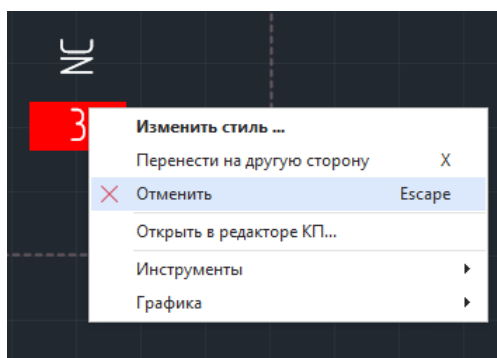 NC
3
Изменить стиль ...
Перенести на другую сторону X
Отменить Escape
Открыть в редакторе КП...
Инструменты
Графика